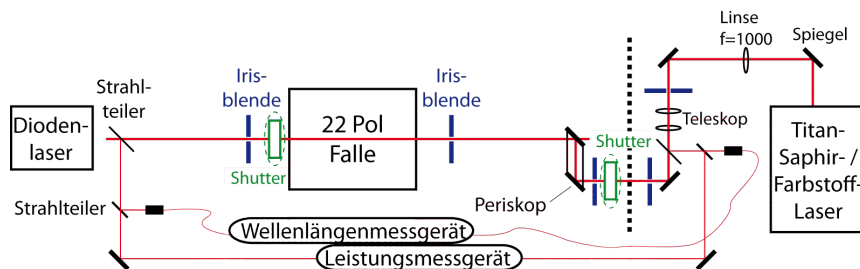 Linse
f=1000
Spiegel
Strahl-
teiler
Iris-
blende
Iris-
blende
Dioden-
laser
22 Pol
Falle
Shutter
Shutter
Teleskop
Titan-
Saphir- /
Farbstoff-
Laser
Periskop
Strahlteiler
Wellenlängenmessgerät
Leistungsmessgerät